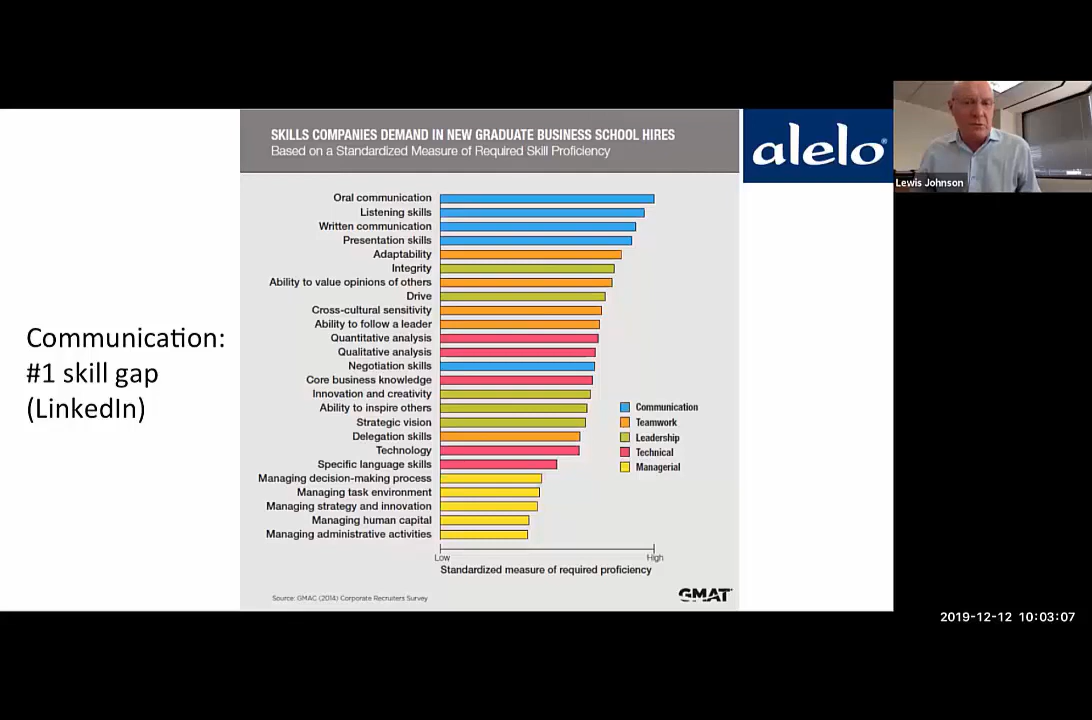 SKILLS COMPANIES DEMAND IN NEW GRADUATE BUSINESS SCHOOL HIRES
Based on a Standardized Measure of Required Skill Proficiency
alelo®
Lewis Johnson
Communication:
#1 skill gap
(LinkedIn)
Oral communication
Listening skills
Written communication
Presentation skills
Adaptability
Integrity
Ability to value opinions of others
Drive
Cross-cultural sensitivity
Ability to follow a leader
Quantitative analysis
Qualitative analysis
Negotiation skills
Core business knowledge
Innovation and creativity
Ability to inspire others
Strategic vision
Delegation skills
Technology
Specific language skills
Managing decision-making process
Managing task environment
Managing strategy and innovation
Managing human capital
Managing administrative activities
Communication
Teamwork
Leadership
Technical
Managerial
Low
High
Standardized measure of required proficiency
Source: GMAC (2014) Corporate Recruiters Survey
GMAT
2019-12-12 10:03:07